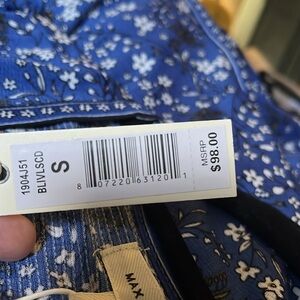 1904J51
BLIVLSCD
S
8 07220 63120 1
MSRP
$98.00
MAX